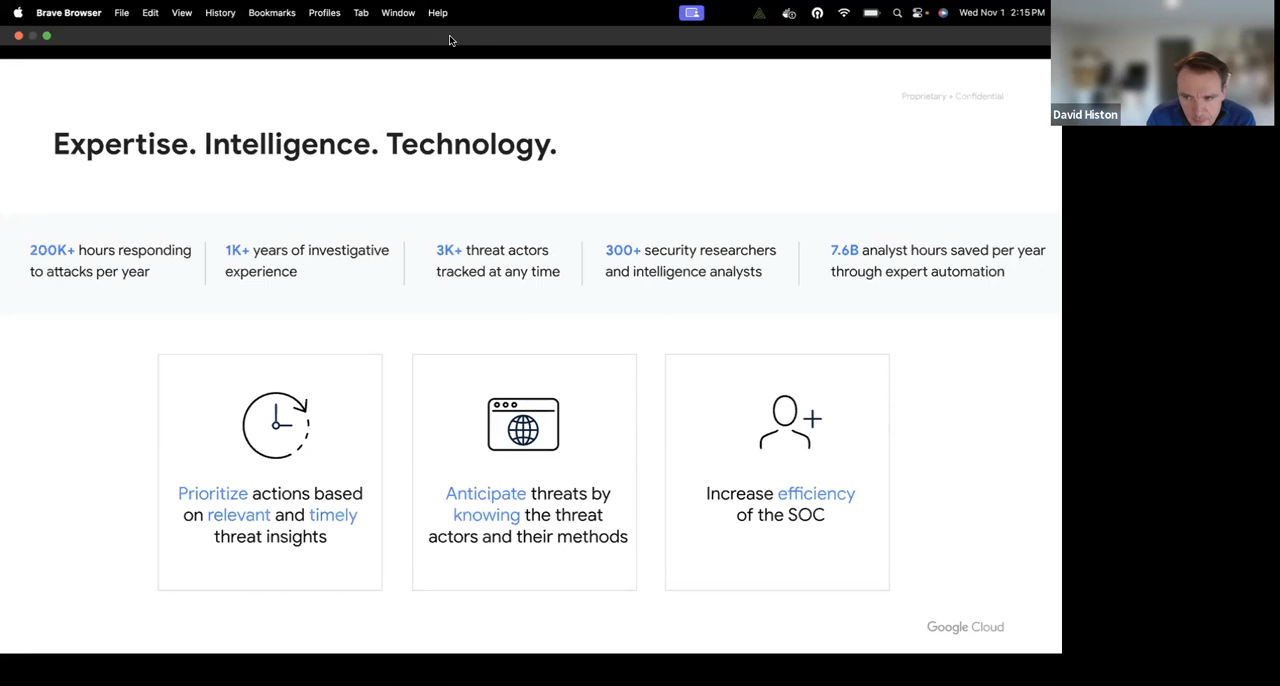 Brave Browser File Edit View History Bookmarks Profiles Tab Window Help Wed Nov 1 2:15 PM
Proprietary + Confidential
David Histon
Expertise. Intelligence. Technology.
200K+ hours responding
to attacks per year
1K+ years of investigative
experience
3K+ threat actors
tracked at any time
300+ security researchers
and intelligence analysts
7.6B analyst hours saved per year
through expert automation
Prioritize actions based
on relevant and timely
threat insights
Anticipate threats by
knowing the threat
actors and their methods
Increase efficiency
of the SOC
Google Cloud